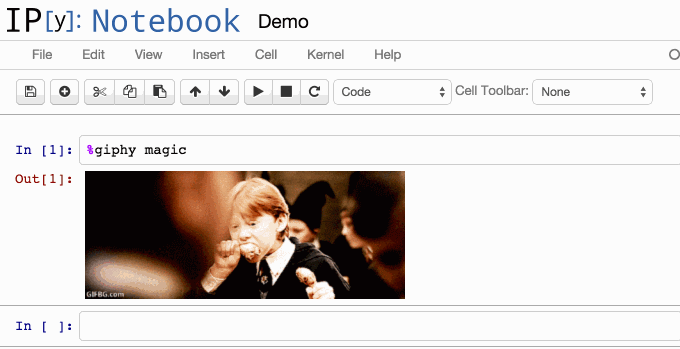 IP[y]: Notebook Demo
File Edit View Insert Cell Kernel Help
Code Cell Toolbar: None
In [1]: %giphy magic
Out[1]:
GIFBG.com
In [ ]: